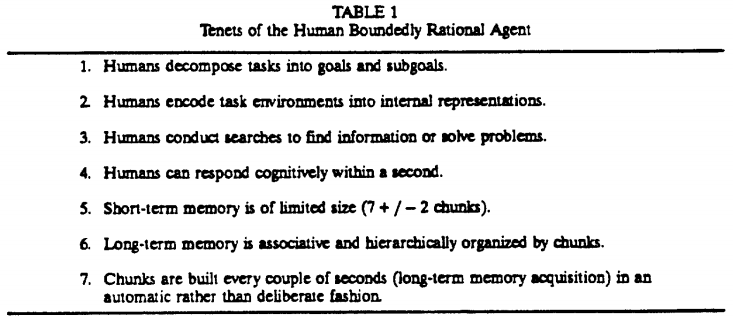 TABLE 1
Tenets of the Human Boundedly Rational Agent
1. Humans decompose tasks into goals and subgoals.
2 Humans encode task environments into internal representations.
3. Humans conduct searches to find information or solve problems.
4. Humans can respond cognitively within a second.
5. Short-term memory is of limited size (7 + / − 2 chunks).
6. Long-term memory is associative and hierarchically organized by chunks.
7. Chunks are built every couple of seconds (long-term memory acquisition) in an
automatic rather than deliberate fashion.